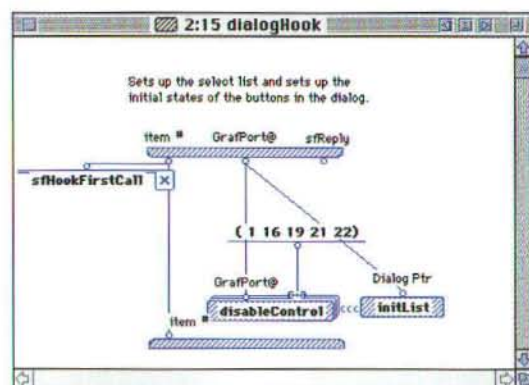 2:15 dialogHook
Sets up the select list and sets up the
initial states of the buttons in the dialog.
item # GrafPort@ sfReply
sfHookFirstCall
( 1 16 19 21 22)
Dialog Ptr
GrafPort@
disableControl ccc initList
item #